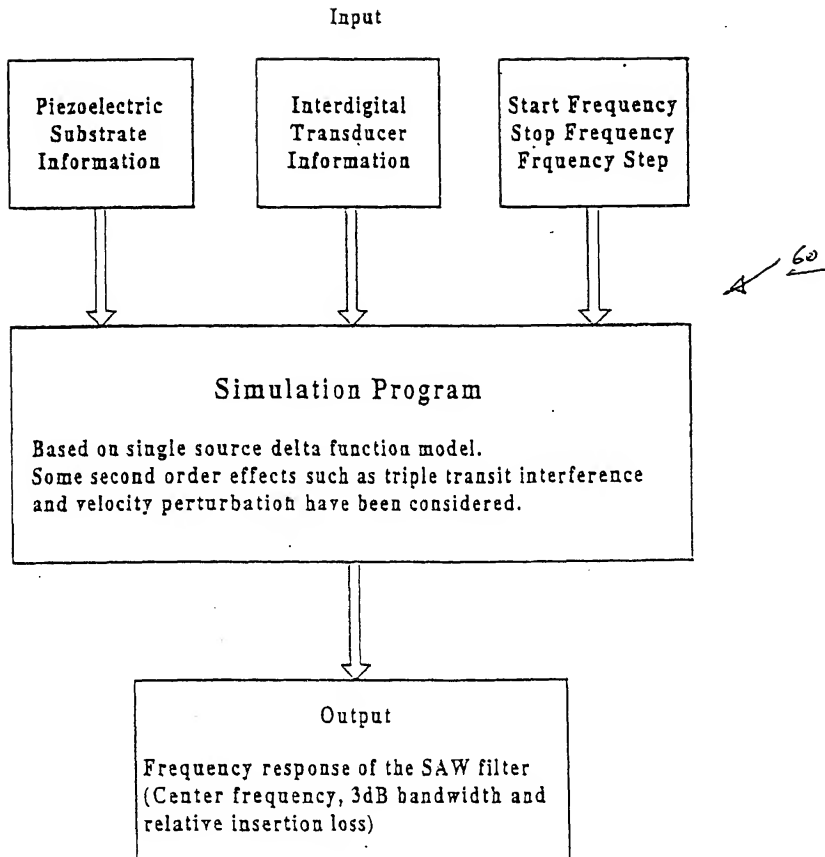 Input
Piezoelectric
Substrate
Information
Interdigital
Transducer
Information
Start Frequency
Stop Frequency
Frquency Step
60
Simulation Program
Based on single source delta function model.
Some second order effects such as triple transit interference
and velocity perturbation have been considered.
Output
Frequency response of the SAW filter
(Center frequency, 3dB bandwidth and
relative insertion loss)